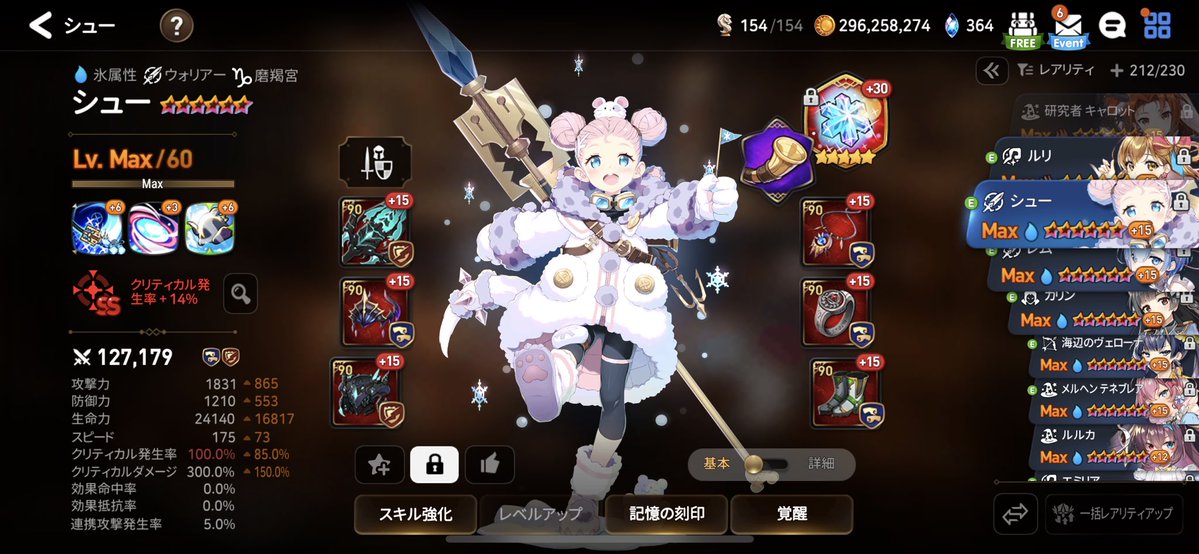 シュー
?
154/154
296,258,274
364
FREE
6
Event
氷属性 ウォリアー 磨羯宮
シュー
Lv. Max/60
Max
+6
+3
+6
SS
クリティカル発
生率+14%
127,179
攻撃力 1831 865
防御力 1210 553
生命力 24140 16817
スピード 175 73
クリティカル発生率 100.0% 85.0%
クリティカルダメージ 300.0% 150.0%
効果命中率 0.0%
効果抵抗率 0.0%
連携攻撃発生率 5.0%
+30
90 +15
90 +15
90 +15
90 +15
90 +15
90 +15
基本
詳細
スキル強化
レベルアップ
記憶の刻印
覚醒
レアリティ
212/230
研究者 キャロット
Max +15
E ルリ
E シュー
Max +15
E レム
Max +15
E カリン
Max +15
E 海辺のヴェローナ
Max +15
E メルヘン テネブレア
Max +15
E ルルカ
Max +12
エミリア
一括レアリティアップ